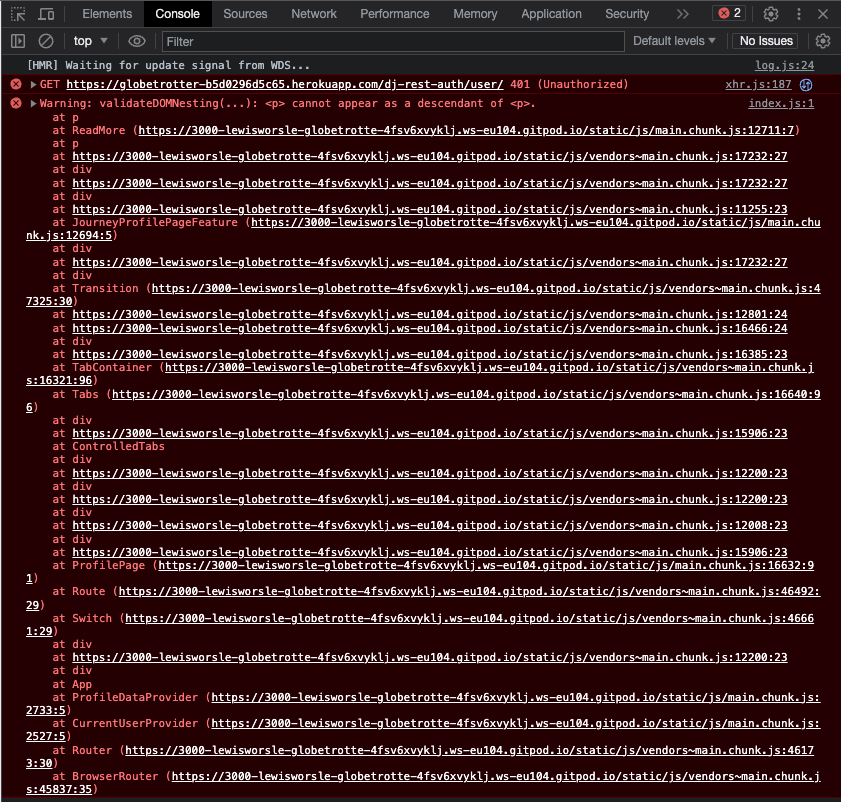 Elements Console Sources Network Performance Memory Application Security 2
top Filter Default levels No Issues
[HMR] Waiting for update signal from WDS... log.js:24
GET https://globetrotter-b5d0296d5c65.herokuapp.com/dj-rest-auth/user/ 401 (Unauthorized) xhr.js:187
Warning: validateDOMNesting(...): <p> cannot appear as a descendant of <p>. index.js:1
at p
at ReadMore (https://3000-lewisworsle-globetrotte-4fsv6xvyklj.ws-eu104.gitpod.io/static/js/main.chunk.js:12711:7)
at p
at https://3000-lewisworsle-globetrotte-4fsv6xvyklj.ws-eu104.gitpod.io/static/js/vendors~main.chunk.js:17232:27
at div
at https://3000-lewisworsle-globetrotte-4fsv6xvyklj.ws-eu104.gitpod.io/static/js/vendors~main.chunk.js:17232:27
at div
at https://3000-lewisworsle-globetrotte-4fsv6xvyklj.ws-eu104.gitpod.io/static/js/vendors~main.chunk.js:11255:23
at JourneyProfilePageFeature (https://3000-lewisworsle-globetrotte-4fsv6xvyklj.ws-eu104.gitpod.io/static/js/main.chu
nk.js:12694:5)
at div
at https://3000-lewisworsle-globetrotte-4fsv6xvyklj.ws-eu104.gitpod.io/static/js/vendors~main.chunk.js:17232:27
at div
at Transition (https://3000-lewisworsle-globetrotte-4fsv6xvyklj.ws-eu104.gitpod.io/static/js/vendors~main.chunk.js:4
7325:30)
at https://3000-lewisworsle-globetrotte-4fsv6xvyklj.ws-eu104.gitpod.io/static/js/vendors~main.chunk.js:12801:24
at https://3000-lewisworsle-globetrotte-4fsv6xvyklj.ws-eu104.gitpod.io/static/js/vendors~main.chunk.js:16466:24
at div
at https://3000-lewisworsle-globetrotte-4fsv6xvyklj.ws-eu104.gitpod.io/static/js/vendors~main.chunk.js:16385:23
at TabContainer (https://3000-lewisworsle-globetrotte-4fsv6xvyklj.ws-eu104.gitpod.io/static/js/vendors~main.chunk.j
s:16321:96)
at Tabs (https://3000-lewisworsle-globetrotte-4fsv6xvyklj.ws-eu104.gitpod.io/static/js/vendors~main.chunk.js:16640:9
6)
at div
at https://3000-lewisworsle-globetrotte-4fsv6xvyklj.ws-eu104.gitpod.io/static/js/vendors~main.chunk.js:15906:23
at ControlledTabs
at div
at https://3000-lewisworsle-globetrotte-4fsv6xvyklj.ws-eu104.gitpod.io/static/js/vendors~main.chunk.js:12200:23
at div
at https://3000-lewisworsle-globetrotte-4fsv6xvyklj.ws-eu104.gitpod.io/static/js/vendors~main.chunk.js:12200:23
at div
at https://3000-lewisworsle-globetrotte-4fsv6xvyklj.ws-eu104.gitpod.io/static/js/vendors~main.chunk.js:12008:23
at div
at https://3000-lewisworsle-globetrotte-4fsv6xvyklj.ws-eu104.gitpod.io/static/js/vendors~main.chunk.js:15906:23
at ProfilePage (https://3000-lewisworsle-globetrotte-4fsv6xvyklj.ws-eu104.gitpod.io/static/js/main.chunk.js:16632:9
1)
at Route (https://3000-lewisworsle-globetrotte-4fsv6xvyklj.ws-eu104.gitpod.io/static/js/vendors~main.chunk.js:46492:
29)
at Switch (https://3000-lewisworsle-globetrotte-4fsv6xvyklj.ws-eu104.gitpod.io/static/js/vendors~main.chunk.js:4666
1:29)
at div
at https://3000-lewisworsle-globetrotte-4fsv6xvyklj.ws-eu104.gitpod.io/static/js/vendors~main.chunk.js:12200:23
at div
at App
at ProfileDataProvider (https://3000-lewisworsle-globetrotte-4fsv6xvyklj.ws-eu104.gitpod.io/static/js/main.chunk.js:
2733:5)
at CurrentUserProvider (https://3000-lewisworsle-globetrotte-4fsv6xvyklj.ws-eu104.gitpod.io/static/js/main.chunk.js:
2527:5)
at Router (https://3000-lewisworsle-globetrotte-4fsv6xvyklj.ws-eu104.gitpod.io/static/js/vendors~main.chunk.js:4617
3:30)
at BrowserRouter (https://3000-lewisworsle-globetrotte-4fsv6xvyklj.ws-eu104.gitpod.io/static/js/vendors~main.chunk.j
s:45837:35)